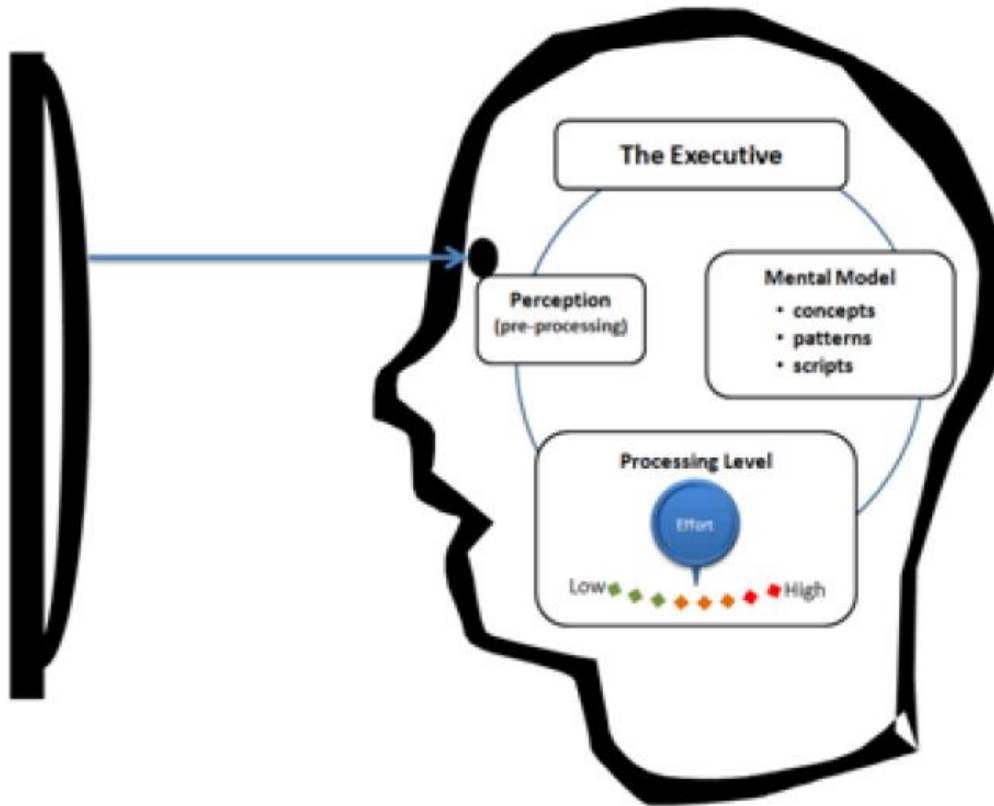 The Executive
Mental Model
• concepts
• patterns
• scripts
Perception
(pre-processing)
Processing Level
Effort
Low
High